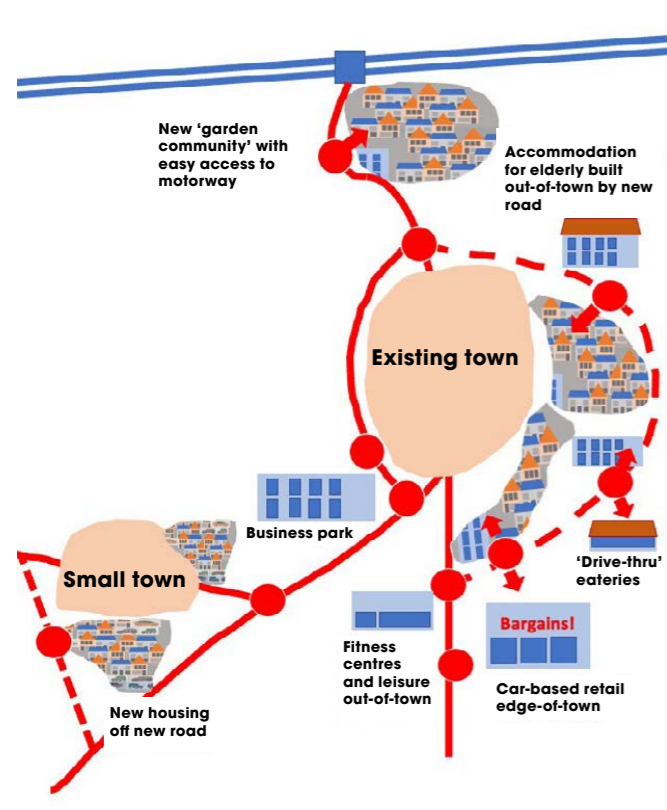 New ‘garden
community’ with
easy access to
motorway
Accommodation
for elderly built
out-of-town by new
road
Existing town
Business park
Small town
‘Drive-thru’
eateries
Bargains!
Fitness
centres
and leisure
out-of-town
Car-based retail
edge-of-town
New housing
off new road